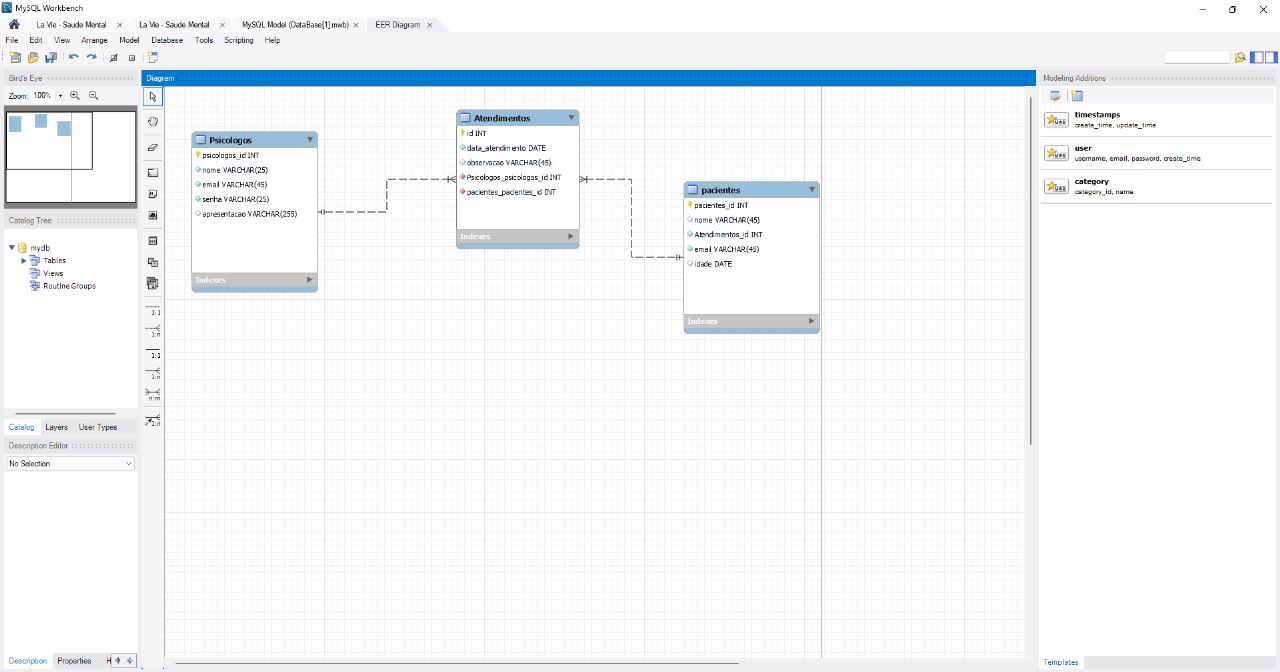 MySQL Workbench
La Vie - Saude Mental
La Vie - Saude Mental
MySQL Model (DataBase[1].mwb)
EER Diagram
File Edit View Arrange Model Database Tools Scripting Help
Bird's Eye
Zoom: 100%
Catalog Tree
mydb
Tables
Views
Routine Groups
Catalog Layers User Types
Description Editor
No Selection
Description Properties H
Diagram
1:1
1:n
1:1
1:n
n:m
1:n
Psicologos
psicologos_id INT
nome VARCHAR(25)
email VARCHAR(45)
senha VARCHAR(25)
apresentacao VARCHAR(255)
Indexes
Atendimentos
id INT
data_atendimento DATE
observacao VARCHAR(45)
Psicologos_psicologos_id INT
pacientes_pacientes_id INT
Indexes
pacientes
pacientes_id INT
nome VARCHAR(45)
Atendimentos_id INT
email VARCHAR(45)
idade DATE
Indexes
Modeling Additions
timestamps
create_time, update_time
user
username, email, password, create_time
category
category_id, name
Templates